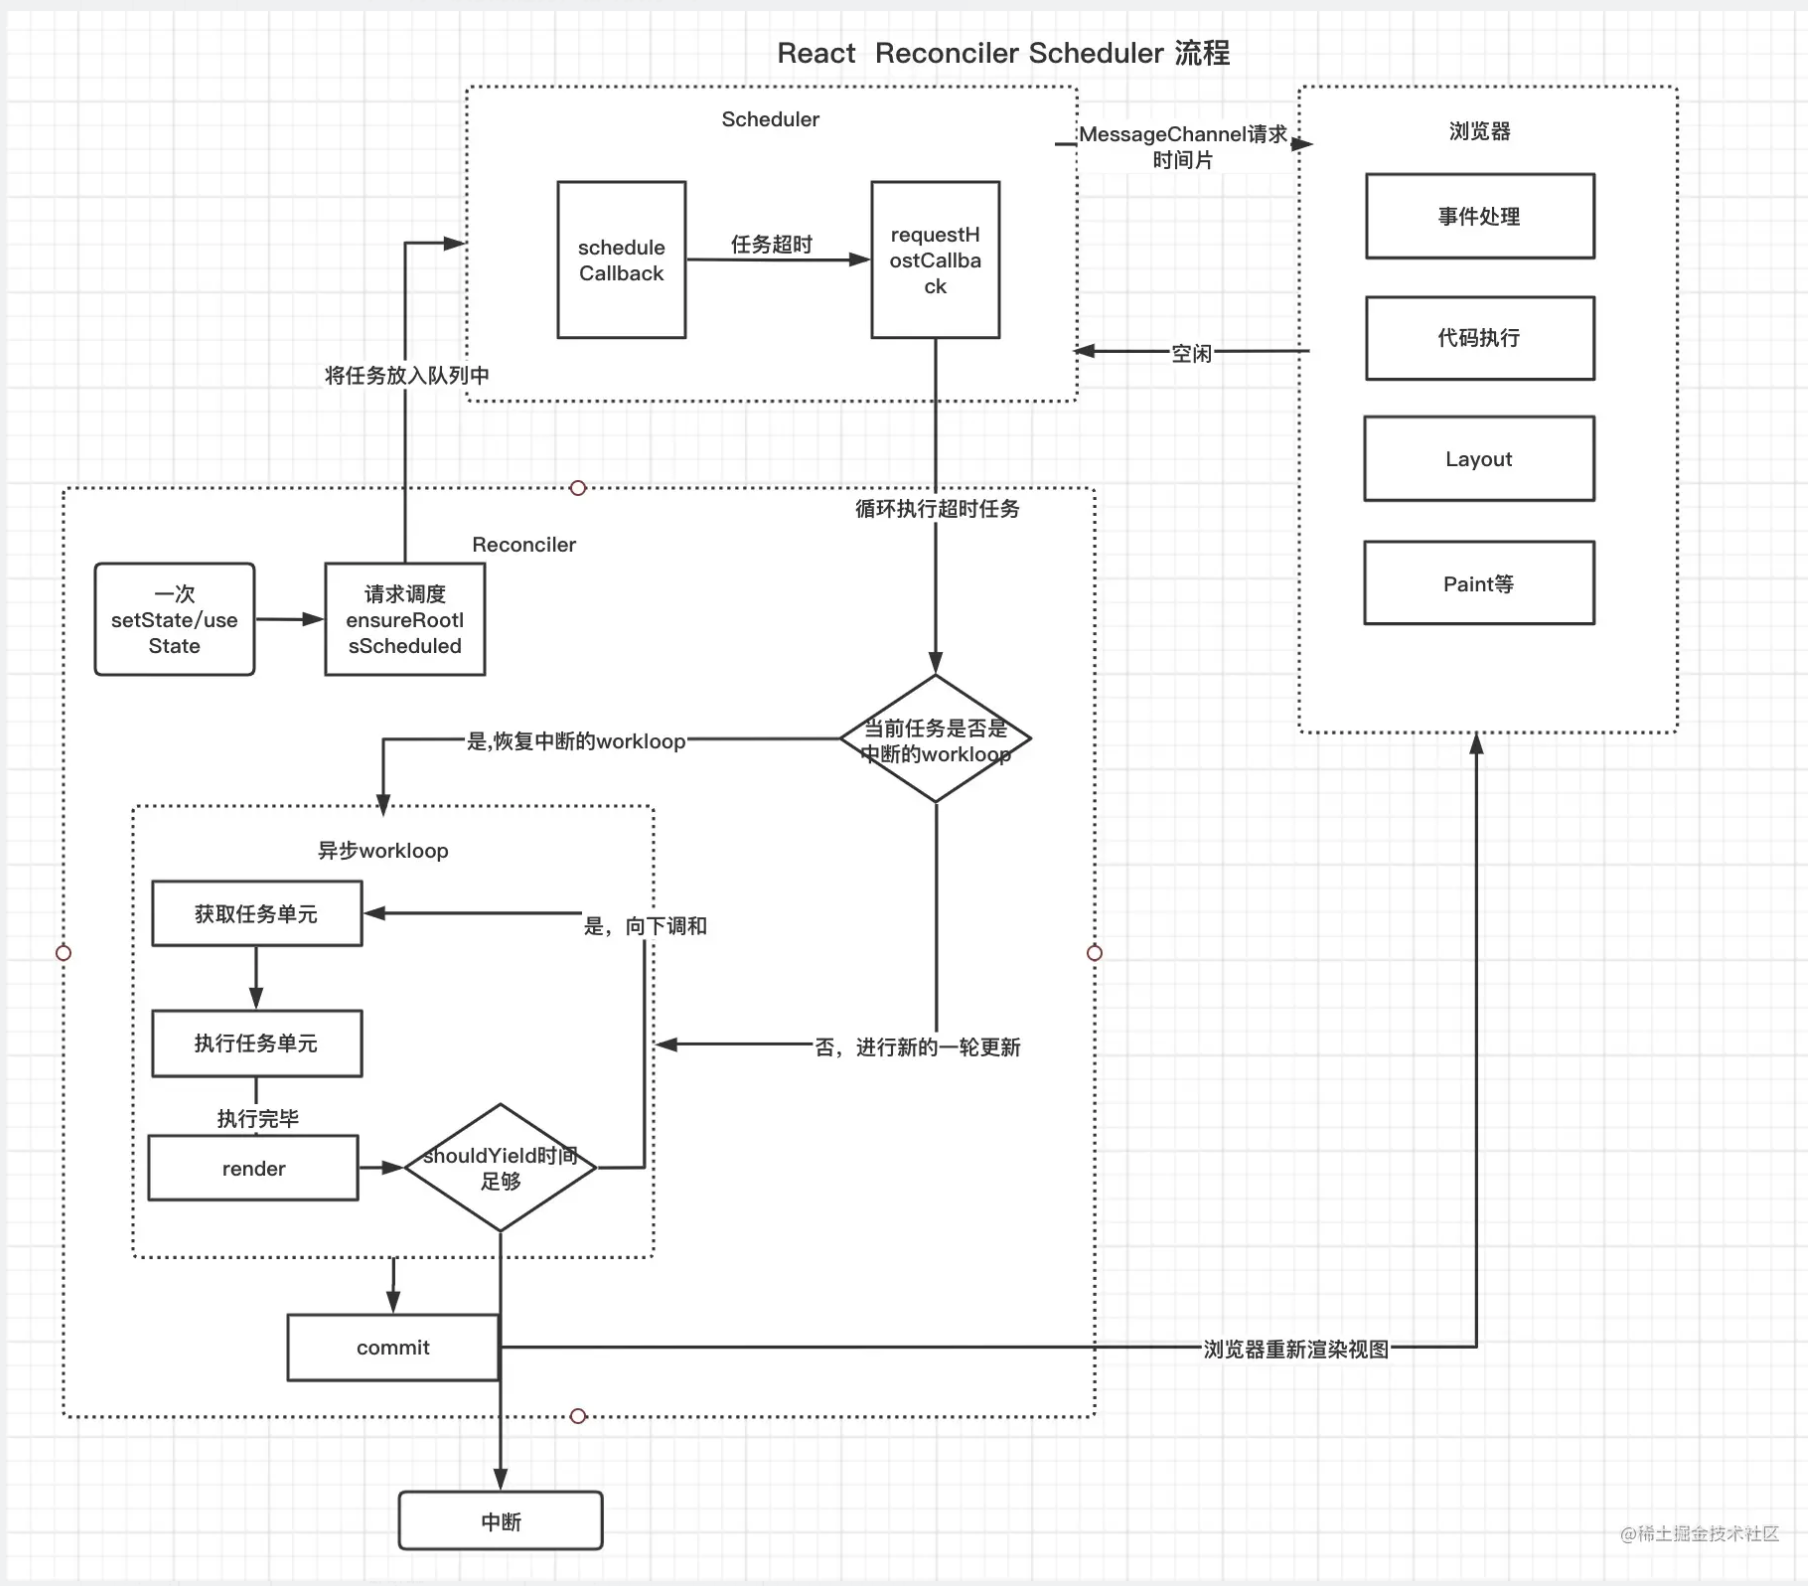 React  Reconciler Scheduler 流程
Scheduler
MessageChannel请求
时间片
浏览器
事件处理
schedule
Callback
任务超时
requestH
ostCallba
ck
代码执行
空闲
将任务放入队列中
Layout
循环执行超时任务
Reconciler
一次
setState/use
State
请求调度
ensureRootI
sScheduled
Paint等
当前任务是否是
中断的workloop
是,恢复中断的workloop
异步workloop
获取任务单元
是，向下调和
执行任务单元
否，进行新的一轮更新
执行完毕
render
shouldYield时间
足够
commit
浏览器重新渲染视图
中断
@稀土掘金技术社区